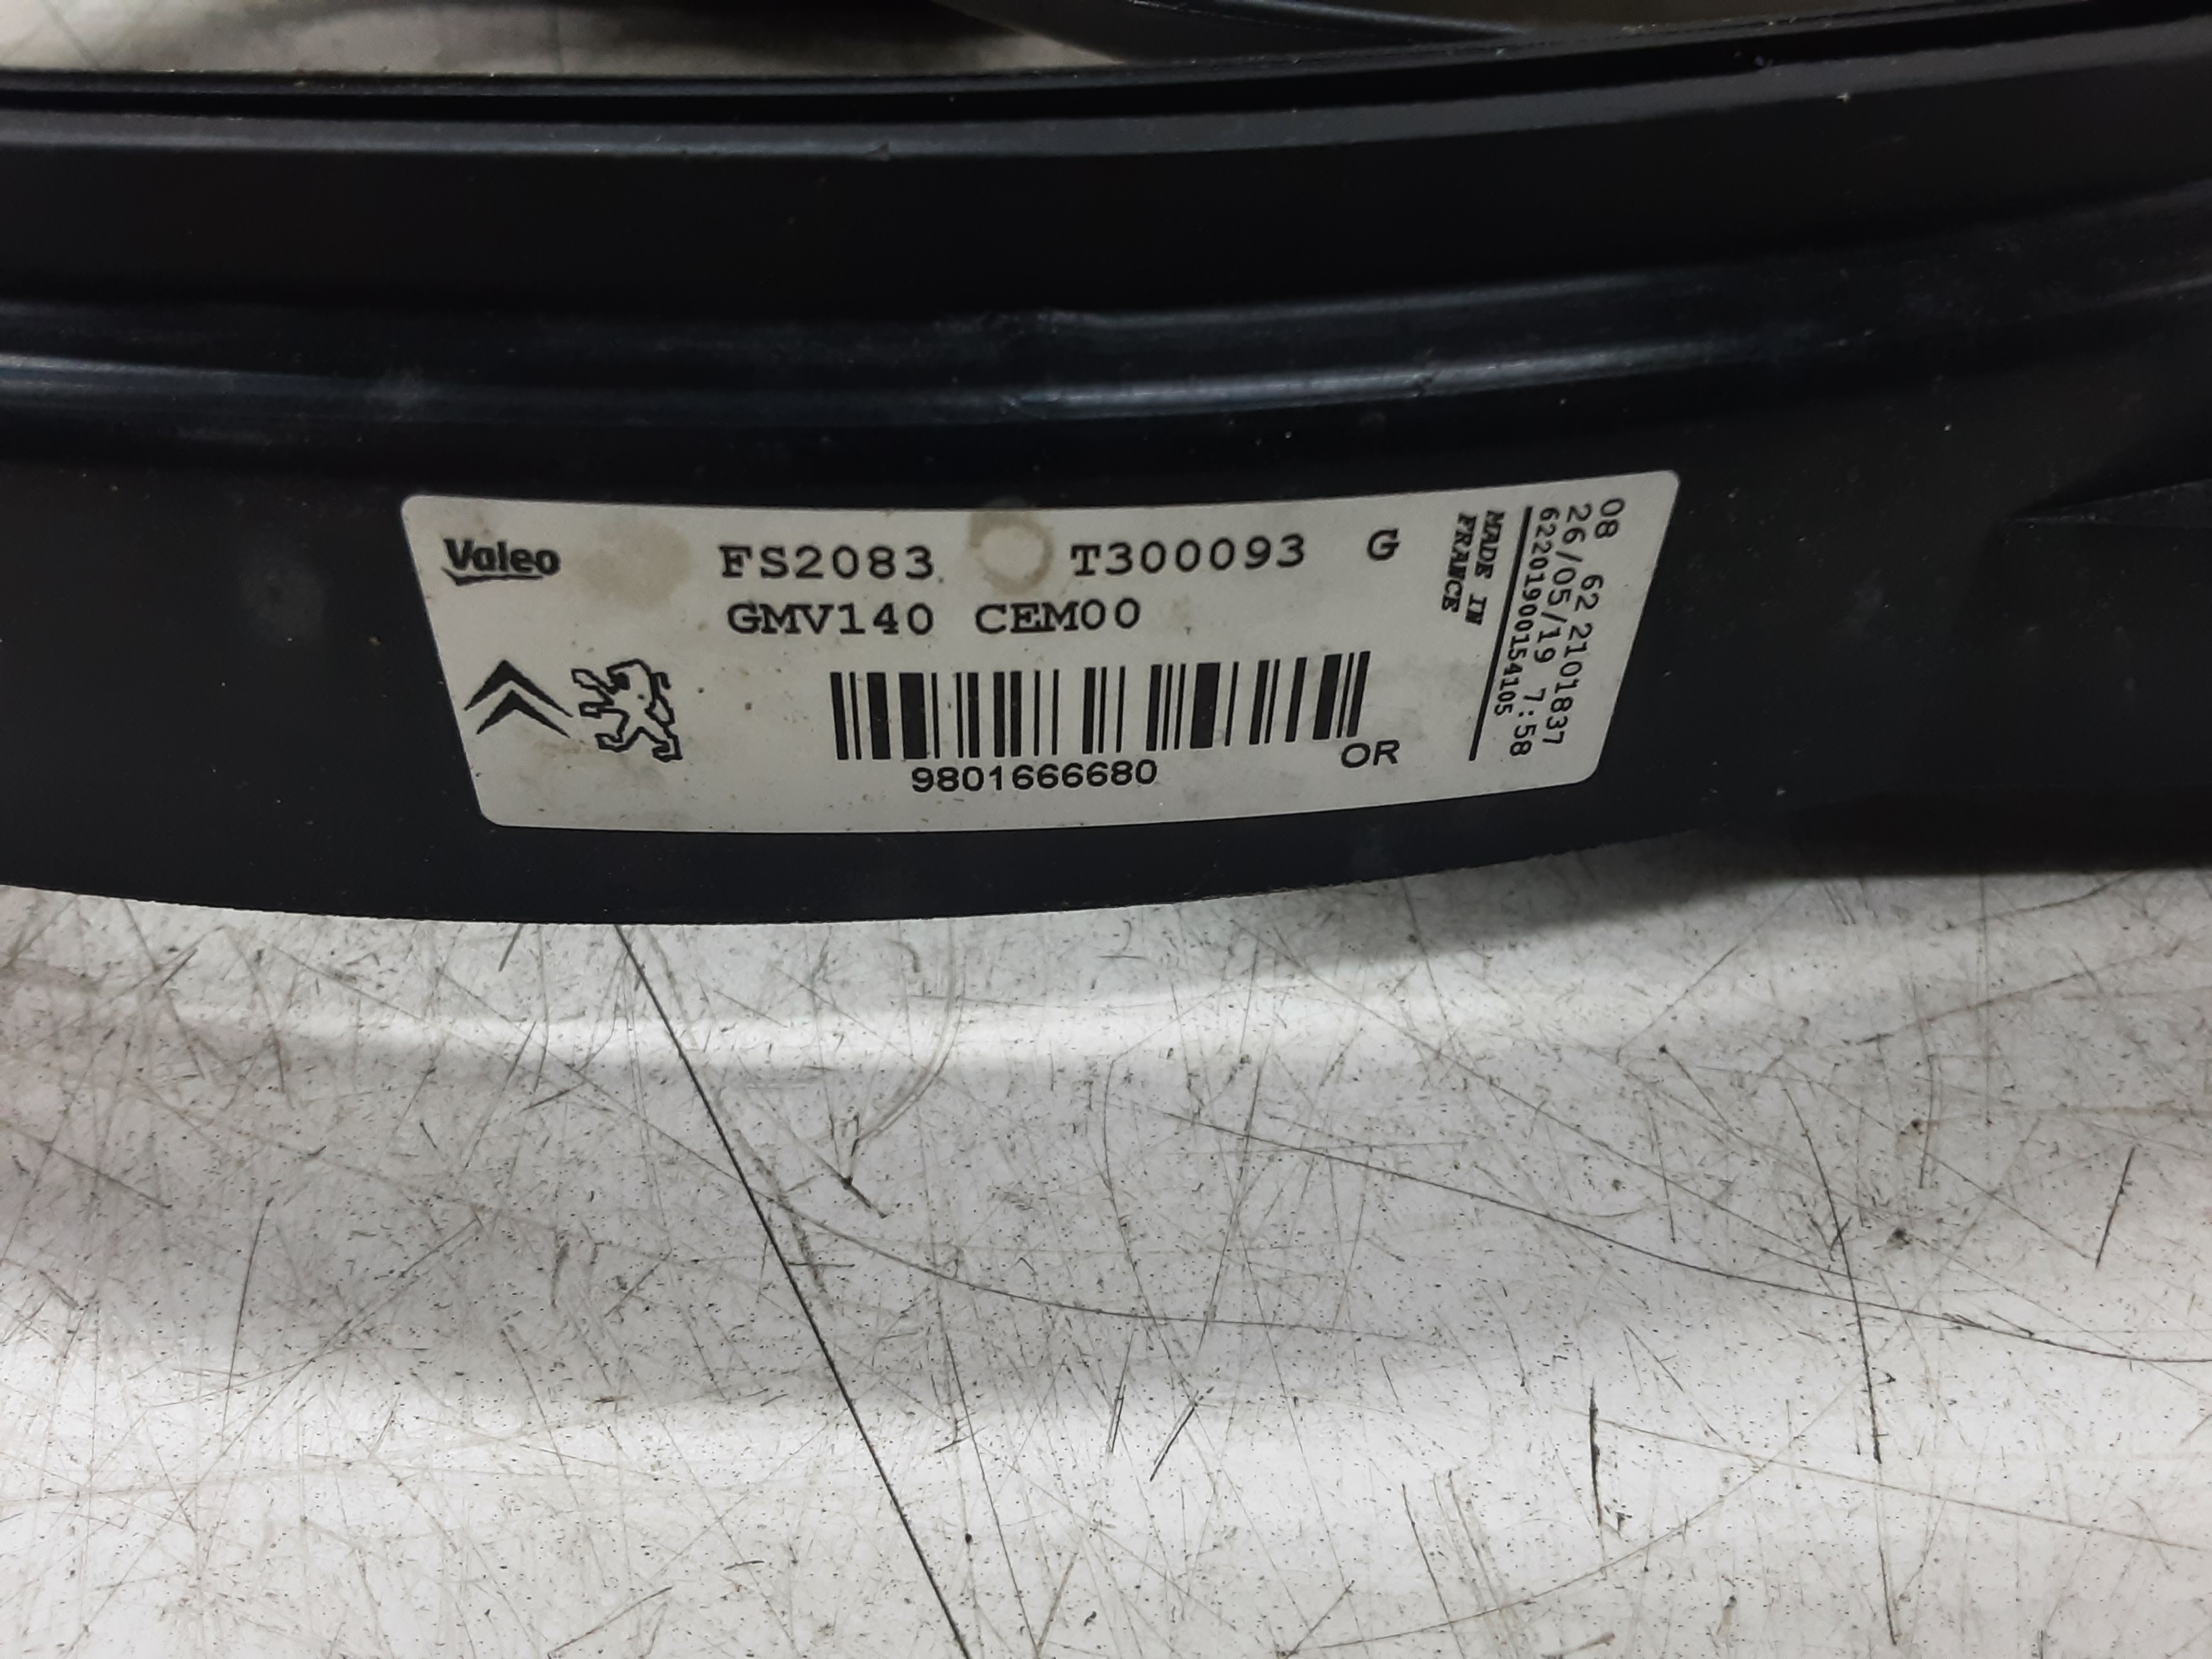 Valeo FS2083 T300093 G
GMV140 CEM00
9801666680
OR
MADE IN
FRANCE
08 62 2101837
26/05/19 7:58
62201900154105